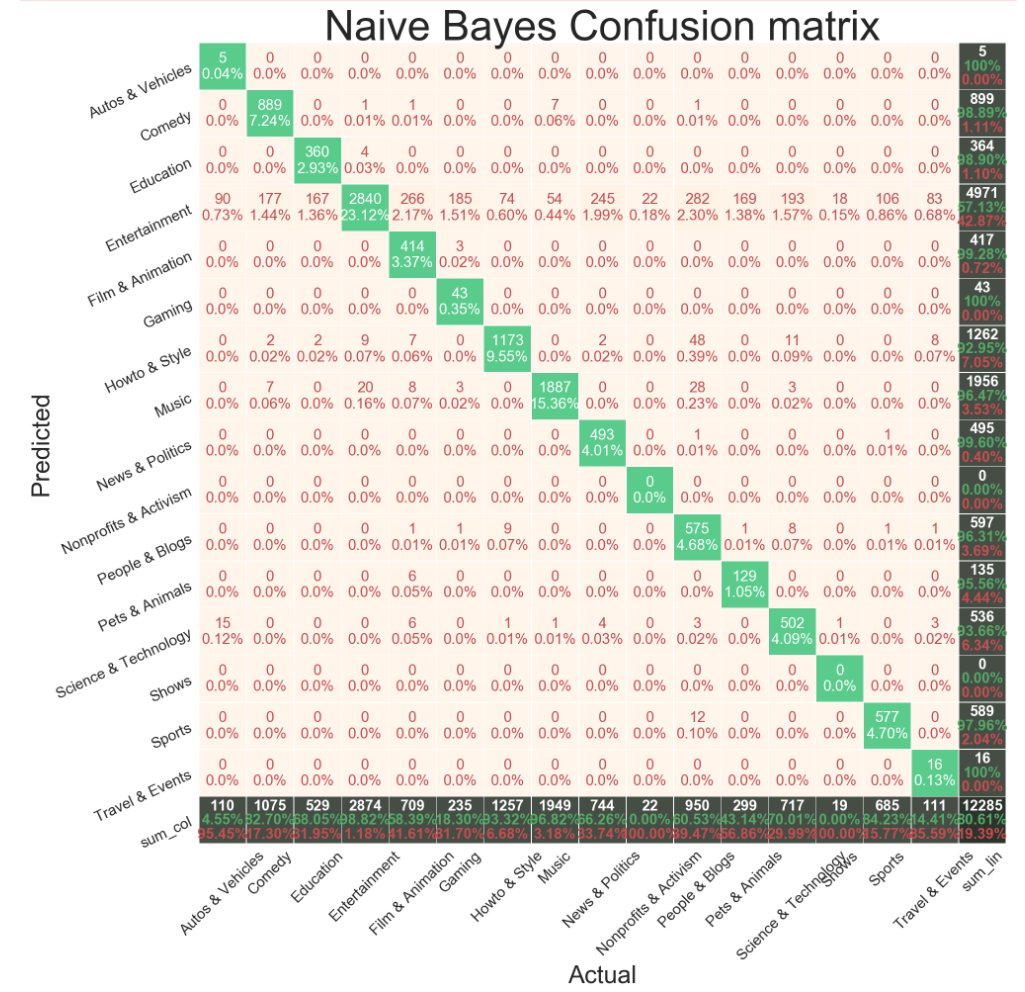 Naive Bayes Confusion matrix
Predicted
Autos & Vehicles
5 0 0 0 0 0 0 0 0 0 0 0 0 0 0 0 5
0.04% 0.0% 0.0% 0.0% 0.0% 0.0% 0.0% 0.0% 0.0% 0.0% 0.0% 0.0% 0.0% 0.0% 0.0% 0.0% 100%
0.00%
Comedy
0 889 0 1 1 0 0 7 0 0 1 0 0 0 0 0 899
0.0% 7.24% 0.0% 0.01% 0.01% 0.0% 0.0% 0.06% 0.0% 0.0% 0.01% 0.0% 0.0% 0.0% 0.0% 0.0% 98.89%
1.11%
Education
0 0 360 4 0 0 0 0 0 0 0 0 0 0 0 0 364
0.0% 0.0% 2.93% 0.03% 0.0% 0.0% 0.0% 0.0% 0.0% 0.0% 0.0% 0.0% 0.0% 0.0% 0.0% 0.0% 98.90%
1.10%
Entertainment
90 177 167 2840 266 185 74 54 245 22 282 169 193 18 106 83 4971
0.73% 1.44% 1.36% 23.12% 2.17% 1.51% 0.60% 0.44% 1.99% 0.18% 2.30% 1.38% 1.57% 0.15% 0.86% 0.68% 57.13%
42.87%
Film & Animation
0 0 0 0 414 3 0 0 0 0 0 0 0 0 0 0 417
0.0% 0.0% 0.0% 0.0% 3.37% 0.02% 0.0% 0.0% 0.0% 0.0% 0.0% 0.0% 0.0% 0.0% 0.0% 0.0% 99.28%
0.72%
Gaming
0 0 0 0 0 43 0 0 0 0 0 0 0 0 0 0 43
0.0% 0.0% 0.0% 0.0% 0.0% 0.35% 0.0% 0.0% 0.0% 0.0% 0.0% 0.0% 0.0% 0.0% 0.0% 0.0% 100%
0.00%
Howto & Style
0 2 2 9 7 0 1173 0 2 0 48 0 11 0 0 8 1262
0.0% 0.02% 0.02% 0.07% 0.06% 0.0% 9.55% 0.0% 0.02% 0.0% 0.39% 0.0% 0.09% 0.0% 0.0% 0.07% 92.95%
7.05%
Music
0 7 0 20 8 3 0 1887 0 0 28 0 3 0 0 0 1956
0.0% 0.06% 0.0% 0.16% 0.07% 0.02% 0.0% 15.36% 0.0% 0.0% 0.23% 0.0% 0.02% 0.0% 0.0% 0.0% 96.47%
3.53%
News & Politics
0 0 0 0 0 0 0 0 493 0 1 0 0 0 1 0 495
0.0% 0.0% 0.0% 0.0% 0.0% 0.0% 0.0% 0.0% 4.01% 0.0% 0.01% 0.0% 0.0% 0.0% 0.01% 0.0% 99.60%
0.40%
Nonprofits & Activism
0 0 0 0 0 0 0 0 0 0 0 0 0 0 0 0 0
0.0% 0.0% 0.0% 0.0% 0.0% 0.0% 0.0% 0.0% 0.0% 0.0% 0.0% 0.0% 0.0% 0.0% 0.0% 0.0% 0.00%
0.00%
People & Blogs
0 0 0 0 1 1 9 0 0 0 575 1 8 0 1 1 597
0.0% 0.0% 0.0% 0.0% 0.01% 0.01% 0.07% 0.0% 0.0% 0.0% 4.68% 0.01% 0.07% 0.0% 0.01% 0.01% 96.31%
3.69%
Pets & Animals
0 0 0 0 6 0 0 0 0 0 0 129 0 0 0 0 135
0.0% 0.0% 0.0% 0.0% 0.05% 0.0% 0.0% 0.0% 0.0% 0.0% 0.0% 1.05% 0.0% 0.0% 0.0% 0.0% 95.56%
4.44%
Science & Technology
15 0 0 0 6 0 1 1 4 0 3 0 502 1 0 3 536
0.12% 0.0% 0.0% 0.0% 0.05% 0.0% 0.01% 0.01% 0.03% 0.0% 0.02% 0.0% 4.09% 0.01% 0.0% 0.02% 93.66%
6.34%
Shows
0 0 0 0 0 0 0 0 0 0 0 0 0 0 0 0 0
0.0% 0.0% 0.0% 0.0% 0.0% 0.0% 0.0% 0.0% 0.0% 0.0% 0.0% 0.0% 0.0% 0.0% 0.0% 0.0% 0.00%
0.00%
Sports
0 0 0 0 0 0 0 0 0 0 12 0 0 0 577 0 589
0.0% 0.0% 0.0% 0.0% 0.0% 0.0% 0.0% 0.0% 0.0% 0.0% 0.10% 0.0% 0.0% 0.0% 4.70% 0.0% 97.96%
2.04%
Travel & Events
0 0 0 0 0 0 0 0 0 0 0 0 0 0 0 16 16
0.0% 0.0% 0.0% 0.0% 0.0% 0.0% 0.0% 0.0% 0.0% 0.0% 0.0% 0.0% 0.0% 0.0% 0.0% 0.13% 100%
0.00%
sum_col
110 1075 529 2874 709 235 1257 1949 744 22 950 299 717 19 685 111 12285
4.55% 82.70% 68.05% 98.82% 58.39% 18.30% 93.32% 96.82% 66.26% 0.00% 60.53% 43.14% 70.01% 0.00% 84.23% 14.41% 80.61%
95.45% 17.30% 31.95% 1.18% 41.61% 81.70% 6.68% 3.18% 33.74% 100.00% 39.47% 56.86% 29.99% 100.00% 15.77% 85.59% 19.39%
Autos & Vehicles
Comedy
Education
Entertainment
Film & Animation
Gaming
Howto & Style
Music
News & Politics
Nonprofits & Activism
People & Blogs
Pets & Animals
Science & Technology
Shows
Sports
Travel & Events
sum_lin
Actual